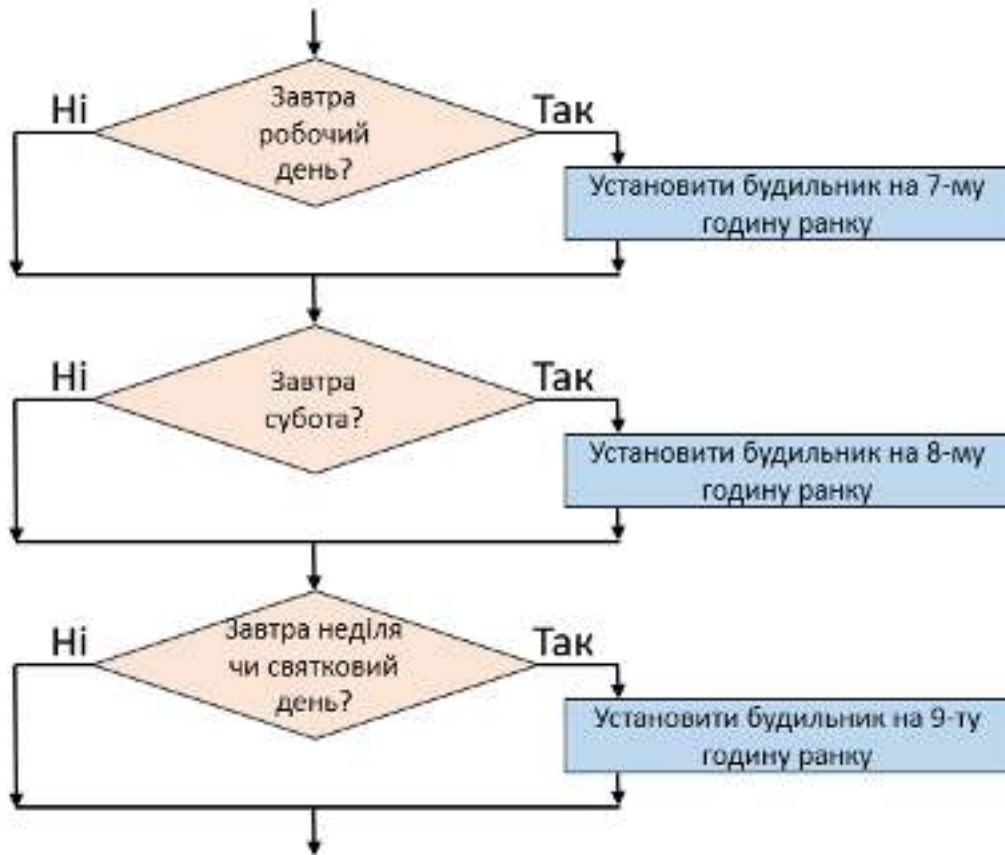 Ні
Завтра
робочий
день?
Так
Установити будильник на 7-му
годину ранку
Ні
Завтра
субота?
Так
Установити будильник на 8-му
годину ранку
Ні
Завтра неділя
чи святковий
день?
Так
Установити будильник на 9-ту
годину ранку